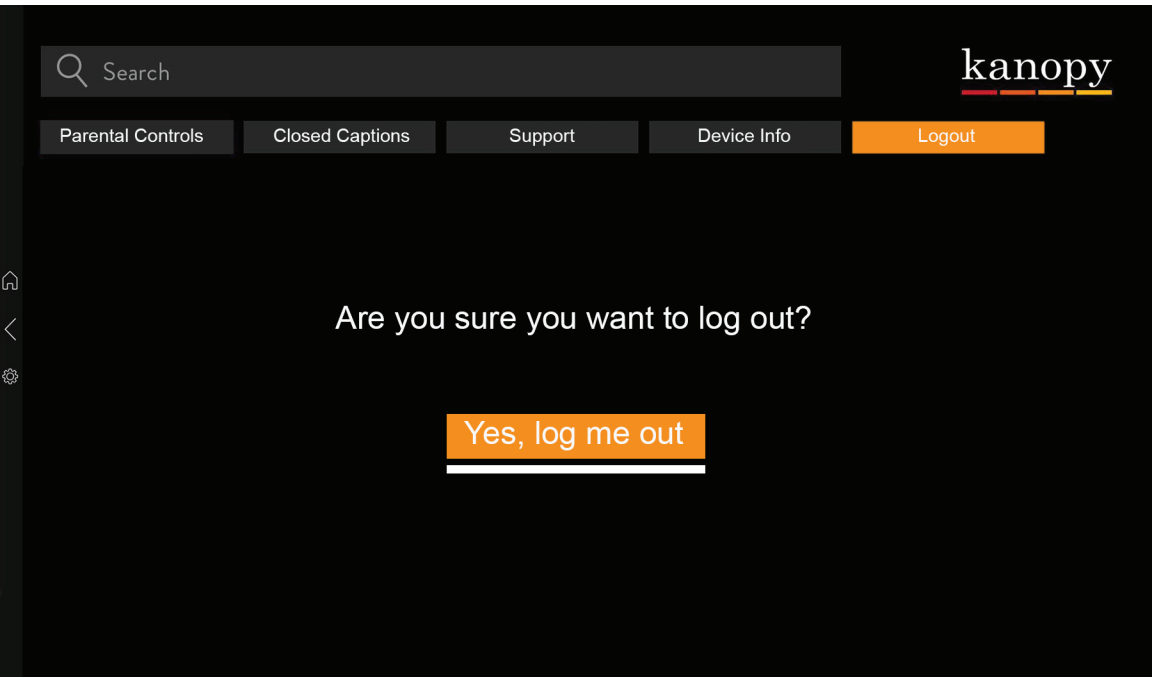 Search
kanopy
Parental Controls
Closed Captions
Support
Device Info
Logout
Are you sure you want to log out?
Yes, log me out